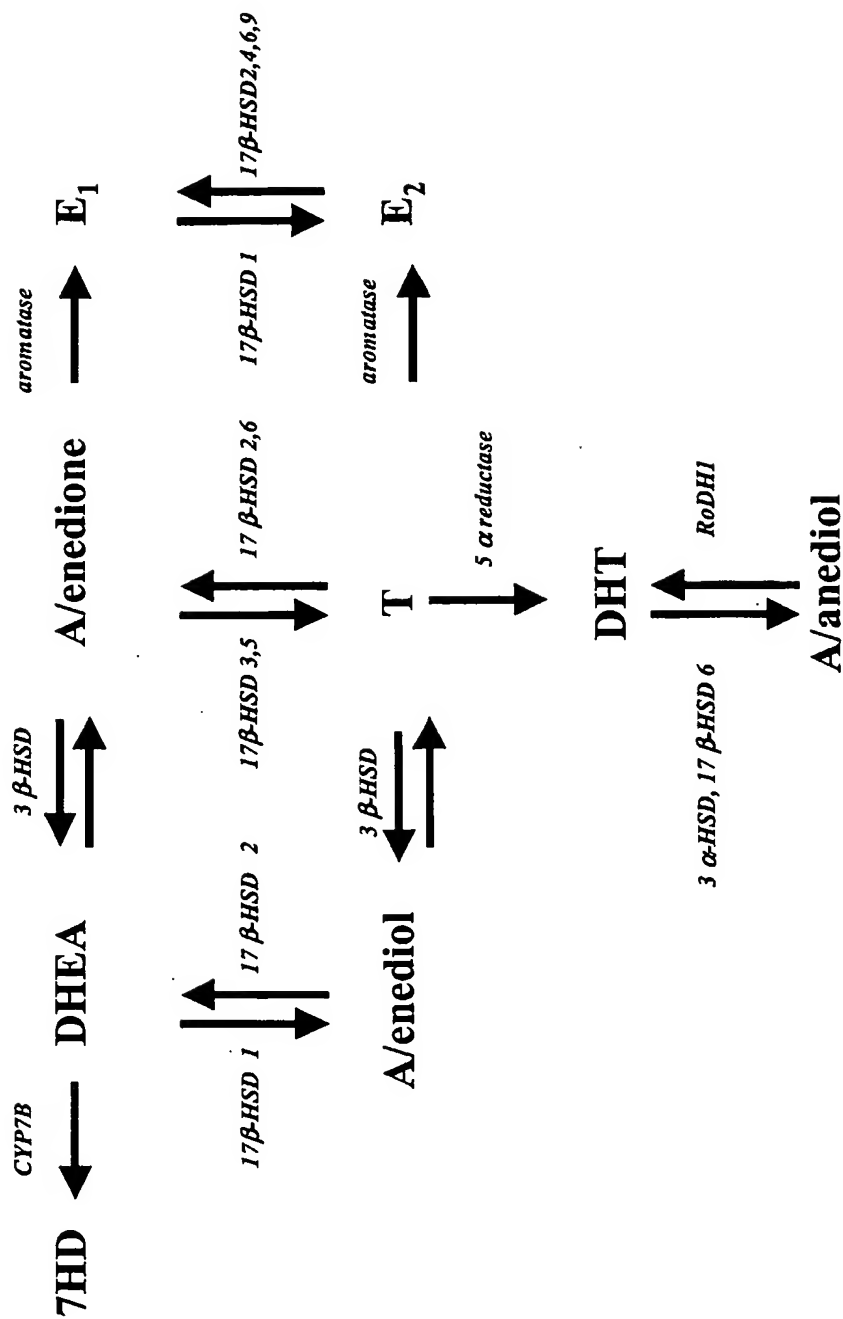 CYP7B
3 β-HSD
aromatase
7HD
DHEA
A/enedione
E1
17β-HSD 1
17 β-HSD 2
17β-HSD 3,5
17 β-HSD 2,6
17β-HSD 1
17β-HSD2,4,6,9
3 β-HSD
aromatase
A/enediol
T
E2
5 α reductase
DHT
3 α-HSD, 17 β-HSD 6
RoDH1
A/anediol